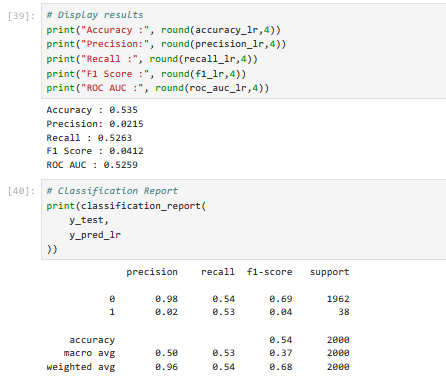 [39]: # Display results
print("Accuracy :", round(accuracy_lr,4))
print("Precision:", round(precision_lr,4))
print("Recall :", round(recall_lr,4))
print("F1 Score :", round(f1_lr,4))
print("ROC AUC :", round(roc_auc_lr,4))
Accuracy : 0.535
Precision: 0.0215
Recall : 0.5263
F1 Score : 0.0412
ROC AUC : 0.5259
[40]: # Classification Report
print(classification_report(
    y_test,
    y_pred_lr
))
              precision    recall  f1-score   support
           0       0.98      0.54      0.69      1962
           1       0.02      0.53      0.04        38
    accuracy                           0.54      2000
   macro avg       0.50      0.53      0.37      2000
weighted avg       0.96      0.54      0.68      2000